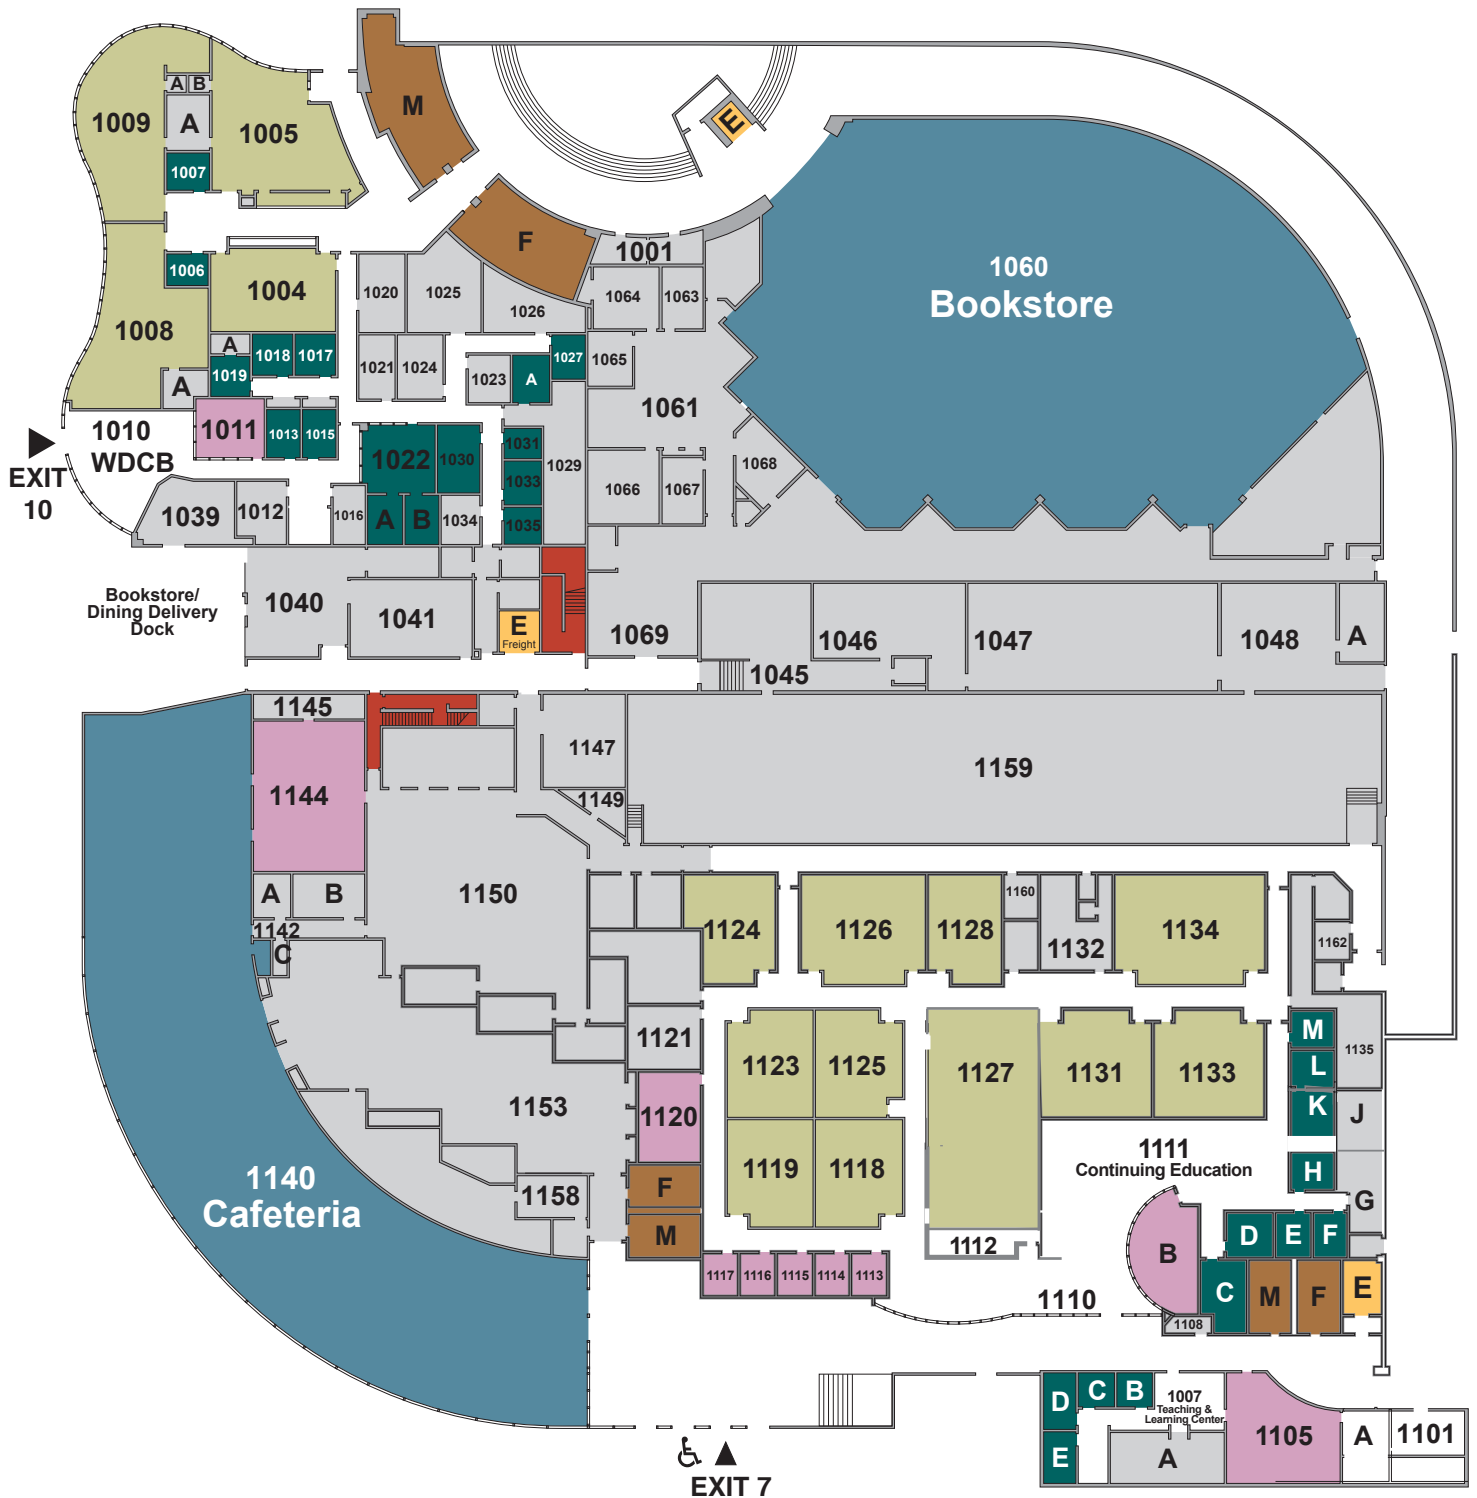 M
A B
1009
A
1005
E
1007
F
1001
1006
1004
1020
1025
1064
1063
1060
Bookstore
1026
1008
A
1018
1017
1027
1019
1021
1024
1023
A
1065
A
1061
1011
1013
1015
1010
WDCB
EXIT
10
1022
1030
1031
1029
1068
1033
1066
1067
1039
1012
1016
A
B
1034
1035
Bookstore/
Dining Delivery
Dock
1040
1041
E
Freight
1069
1046
1047
1048
A
1045
1145
1147
1144
1149
1159
A
B
1150
1160
1142
C
1124
1126
1128
1132
1134
1162
1121
M
1135
1123
1125
1127
1131
1133
L
1153
1120
K
J
1111
Continuing Education
1119
1118
H
1140
Cafeteria
F
1158
G
M
D
E
F
1112
B
1117
1116
1115
1114
1113
C
M
F
E
1110
1108
D
C
B
1007
Teaching &
Learning Center
E
A
1105
A
1101
EXIT 7